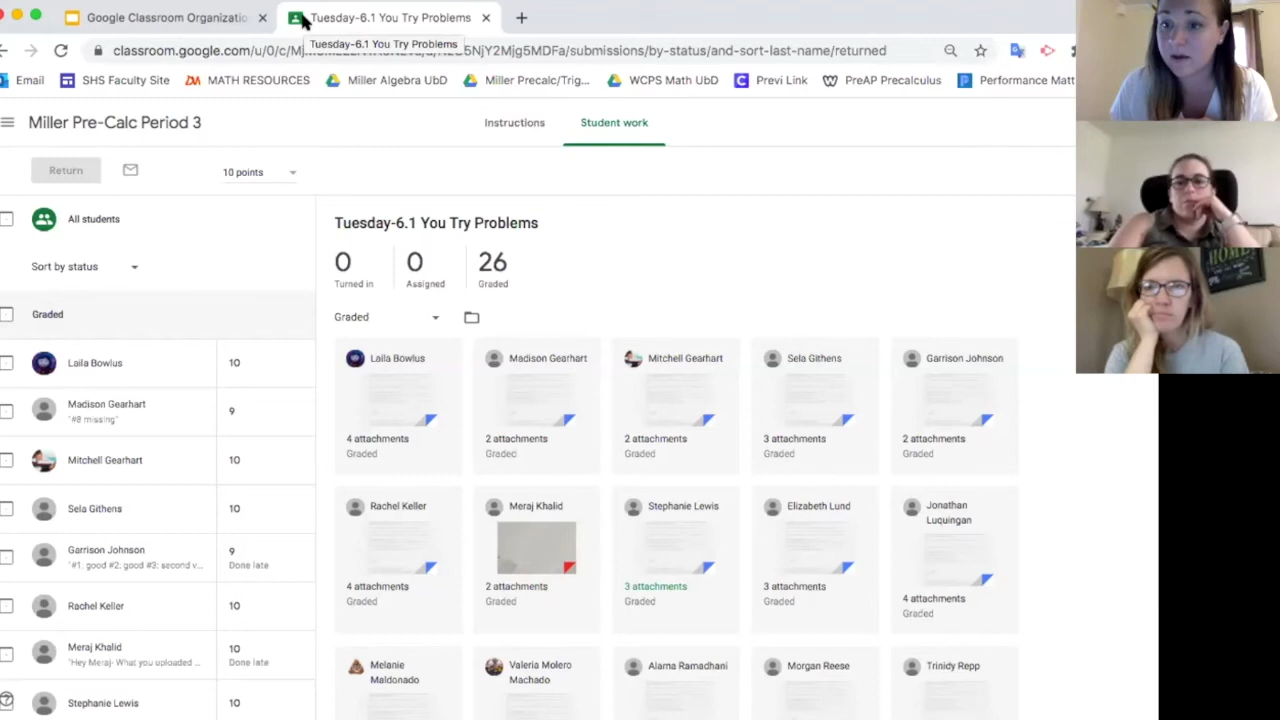 Google Classroom Organizatio
Tuesday-6.1 You Try Problems
Tuesday-6.1 You Try Problems
5NjY2Mjg5MDFa/submissions/by-status/and-sort-last-name/returned
classroom.google.com/u/0/c/
Email
SHS Faculty Site
MATH RESOURCES
Miller Algebra UbD
Miller Precalc/Trig...
WCPS Math UbD
Previ Link
PreAP Precalculus
Performance Matt
Miller Pre-Calc Period 3
Instructions
Student work
Return
10 points
All students
Sort by status
Graded
Laila Bowlus 10
Madison Gearhart 9
"#8 missing"
Mitchell Gearhart 10
Sela Githens 10
Garrison Johnson 9
"#1: good #2: good #3: second v... Done late
Rachel Keller 10
Meraj Khalid 10
"Hey Meraj- What you uploaded ... Done late
Stephanie Lewis 10
Tuesday-6.1 You Try Problems
0 0 26
Turned in Assigned Graded
Graded
Laila Bowlus
4 attachments
Graded
Madison Gearhart
2 attachments
Graded
Mitchell Gearhart
2 attachments
Graded
Sela Githens
3 attachments
Graded
Garrison Johnson
2 attachments
Graded
Rachel Keller
4 attachments
Graded
Meraj Khalid
2 attachments
Graded
Stephanie Lewis
3 attachments
Graded
Elizabeth Lund
3 attachments
Graded
Jonathan
Luquingan
4 attachments
Graded
Melanie
Maldonado
Valeria Molero
Machado
Alarna Ramadhani
Morgan Reese
Trinidy Repp
HOME